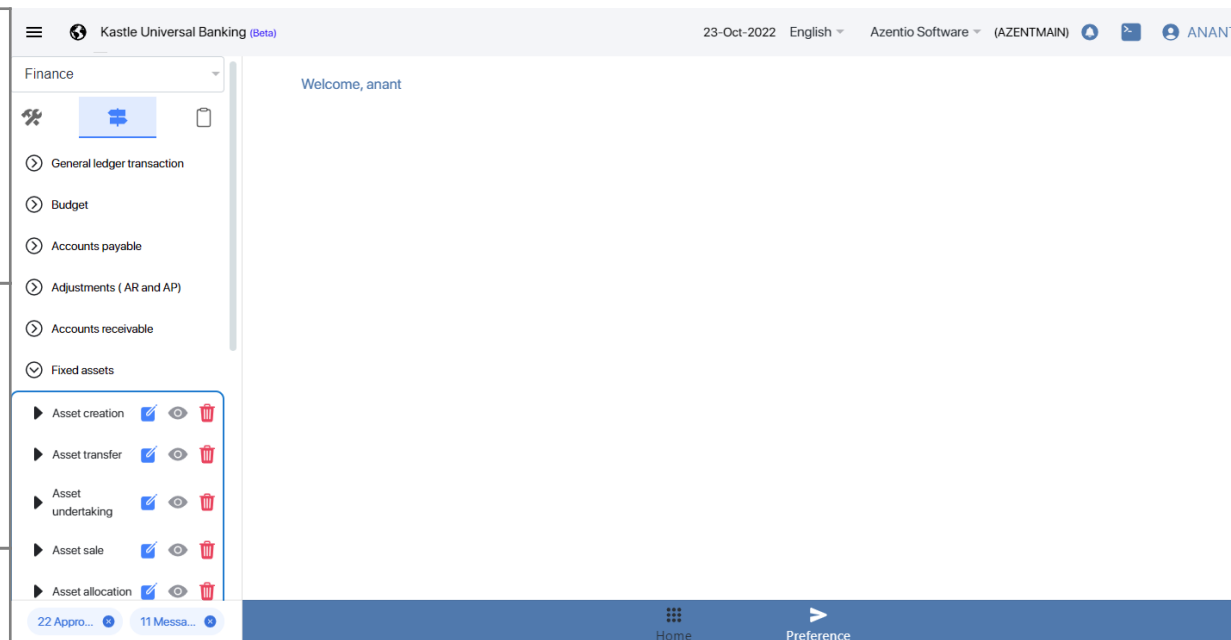 Kastle Universal Banking (Beta)
23-Oct-2022 English Azentio Software (AZENTMAIN) ANANT
Finance
Welcome, anant
General ledger transaction
Budget
Accounts payable
Adjustments ( AR and AP)
Accounts receivable
Fixed assets
Asset creation
Asset transfer
Asset
undertaking
Asset sale
Asset allocation
22 Appro... 11 Messa...
Home Preference